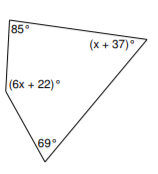 85°
(x + 37)°
(6x + 22)°
69°